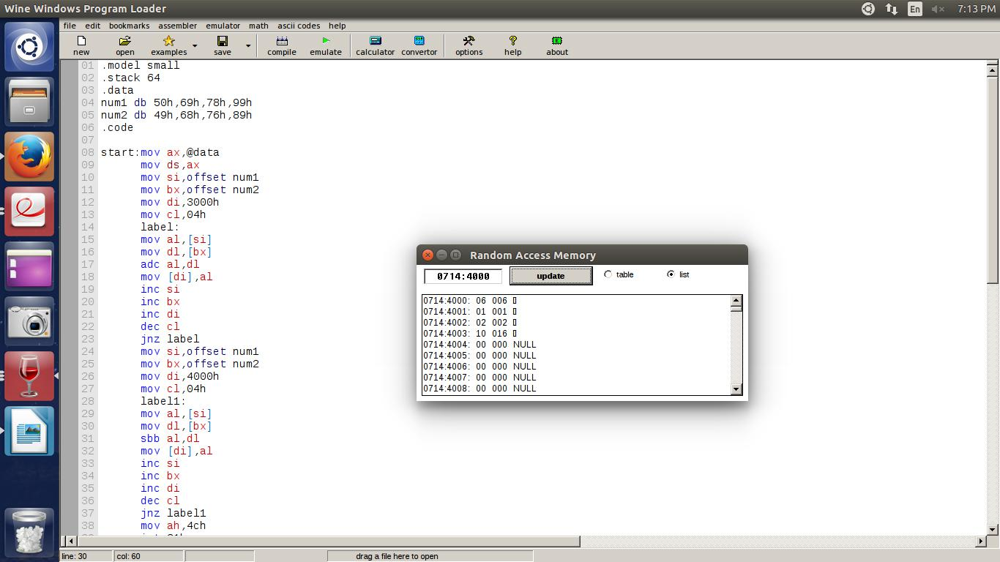 Wine Windows Program Loader
En
7:13 PM
file edit bookmarks assembler emulator math ascii codes help
new open examples save compile emulate calculator convertor options help about
01 .model small
02 .stack 64
03 .data
04 num1 db 50h,69h,78h,99h
05 num2 db 49h,68h,76h,89h
06 .code
07
08 start:mov ax,@data
09 mov ds,ax
10 mov si,offset num1
11 mov bx,offset num2
12 mov di,3000h
13 mov cl,04h
14 label:
15 mov al,[si]
16 mov dl,[bx]
17 adc al,dl
18 mov [di],al
19 inc si
20 inc bx
21 inc di
22 dec cl
23 jnz label
24 mov si,offset num1
25 mov bx,offset num2
26 mov di,4000h
27 mov cl,04h
28 label1:
29 mov al,[si]
30 mov dl,[bx]
31 sbb al,dl
32 mov [di],al
33 inc si
34 inc bx
35 inc di
36 dec cl
37 jnz label1
38 mov ah,4ch
Random Access Memory
0714:4000 update table list
0714:4000: 06 006
0714:4001: 01 001
0714:4002: 02 002
0714:4003: 10 016
0714:4004: 00 000 NULL
0714:4005: 00 000 NULL
0714:4006: 00 000 NULL
0714:4007: 00 000 NULL
0714:4008: 00 000 NULL
line: 30 col: 60 drag a file here to open